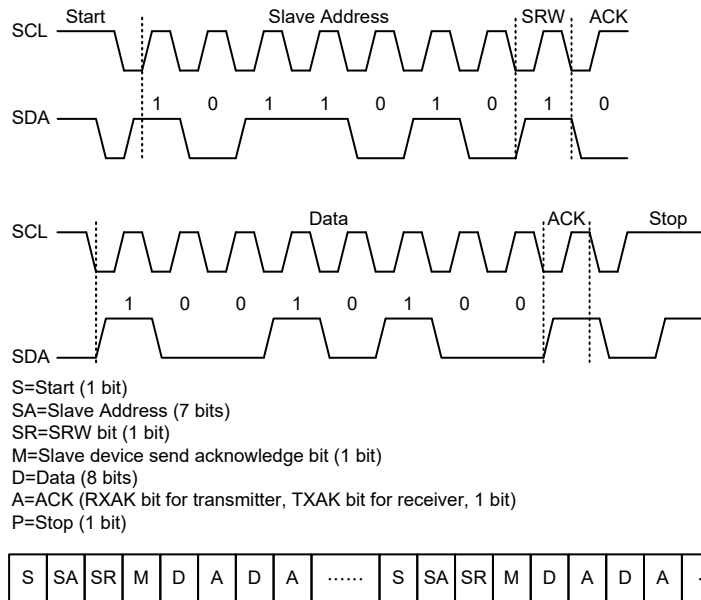 Start Slave Address SRW ACK
SCL
1 0 1 1 0 1 0 1 0
SDA
Data ACK Stop
SCL
1 0 0 1 0 1 0 0
SDA
S=Start (1 bit)
SA=Slave Address (7 bits)
SR=SRW bit (1 bit)
M=Slave device send acknowledge bit (1 bit)
D=Data (8 bits)
A=ACK (RXAK bit for transmitter, TXAK bit for receiver, 1 bit)
P=Stop (1 bit)
S SA SR M D A D A ...... S SA SR M D A D A